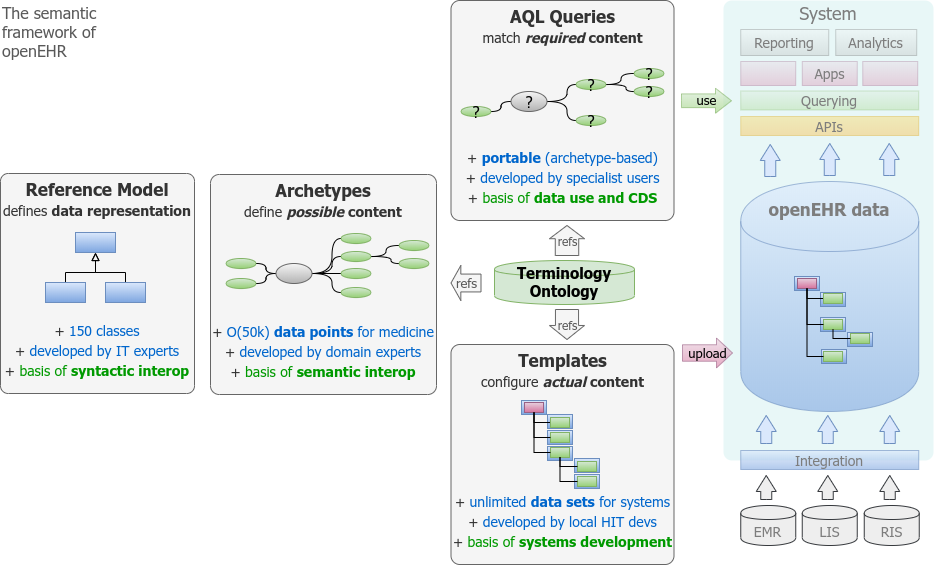 The semantic
framework of
openEHR
Reference Model
defines data representation
+ 150 classes
+ developed by IT experts
+ basis of syntactic interop
Archetypes
define possible content
+ O(50k) data points for medicine
+ developed by domain experts
+ basis of semantic interop
AQL Queries
match required content
?
?
?
?
?
?
+ portable (archetype-based)
+ developed by specialist users
+ basis of data use and CDS
refs
Terminology
Ontology
refs
refs
Templates
configure actual content
+ unlimited data sets for systems
+ developed by local HIT devs
+ basis of systems development
use
upload
System
Reporting
Analytics
Apps
Querying
APIs
openEHR data
Integration
EMR
LIS
RIS